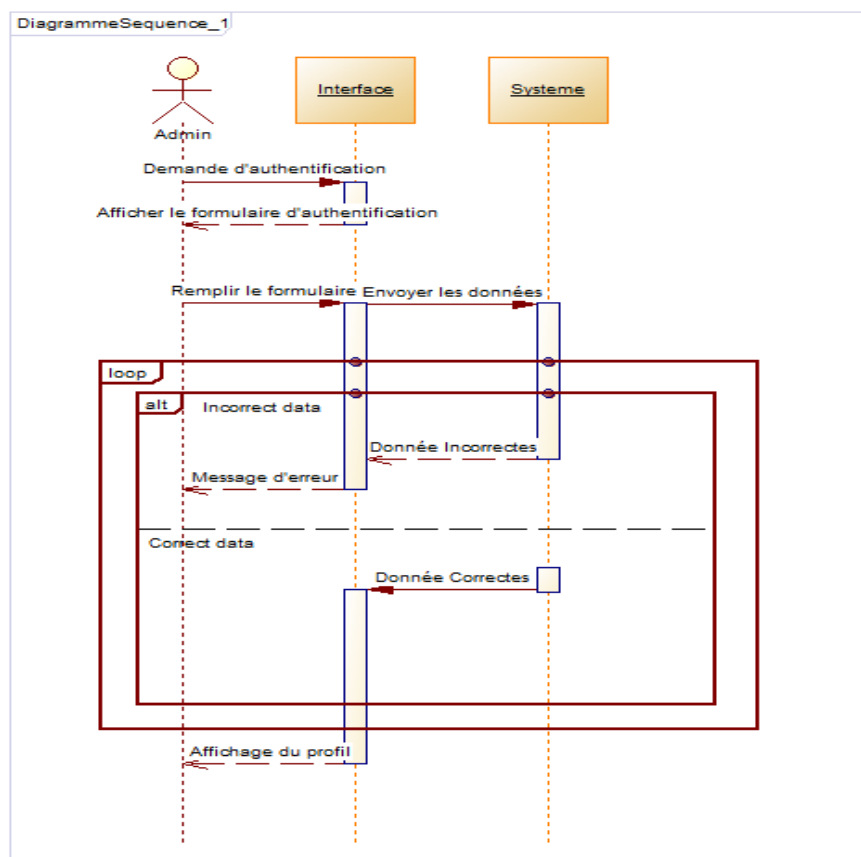 DiagrammeSequence_1
Interface
Systeme
Admin
Demande d'authentification
Afficher le formulaire d'authentification
Remplir le formulaire
Envoyer les données
loop
alt
Incorrect data
Donnée Incorrectes
Message d'erreur
Correct data
Donnée Correctes
Affichage du profil